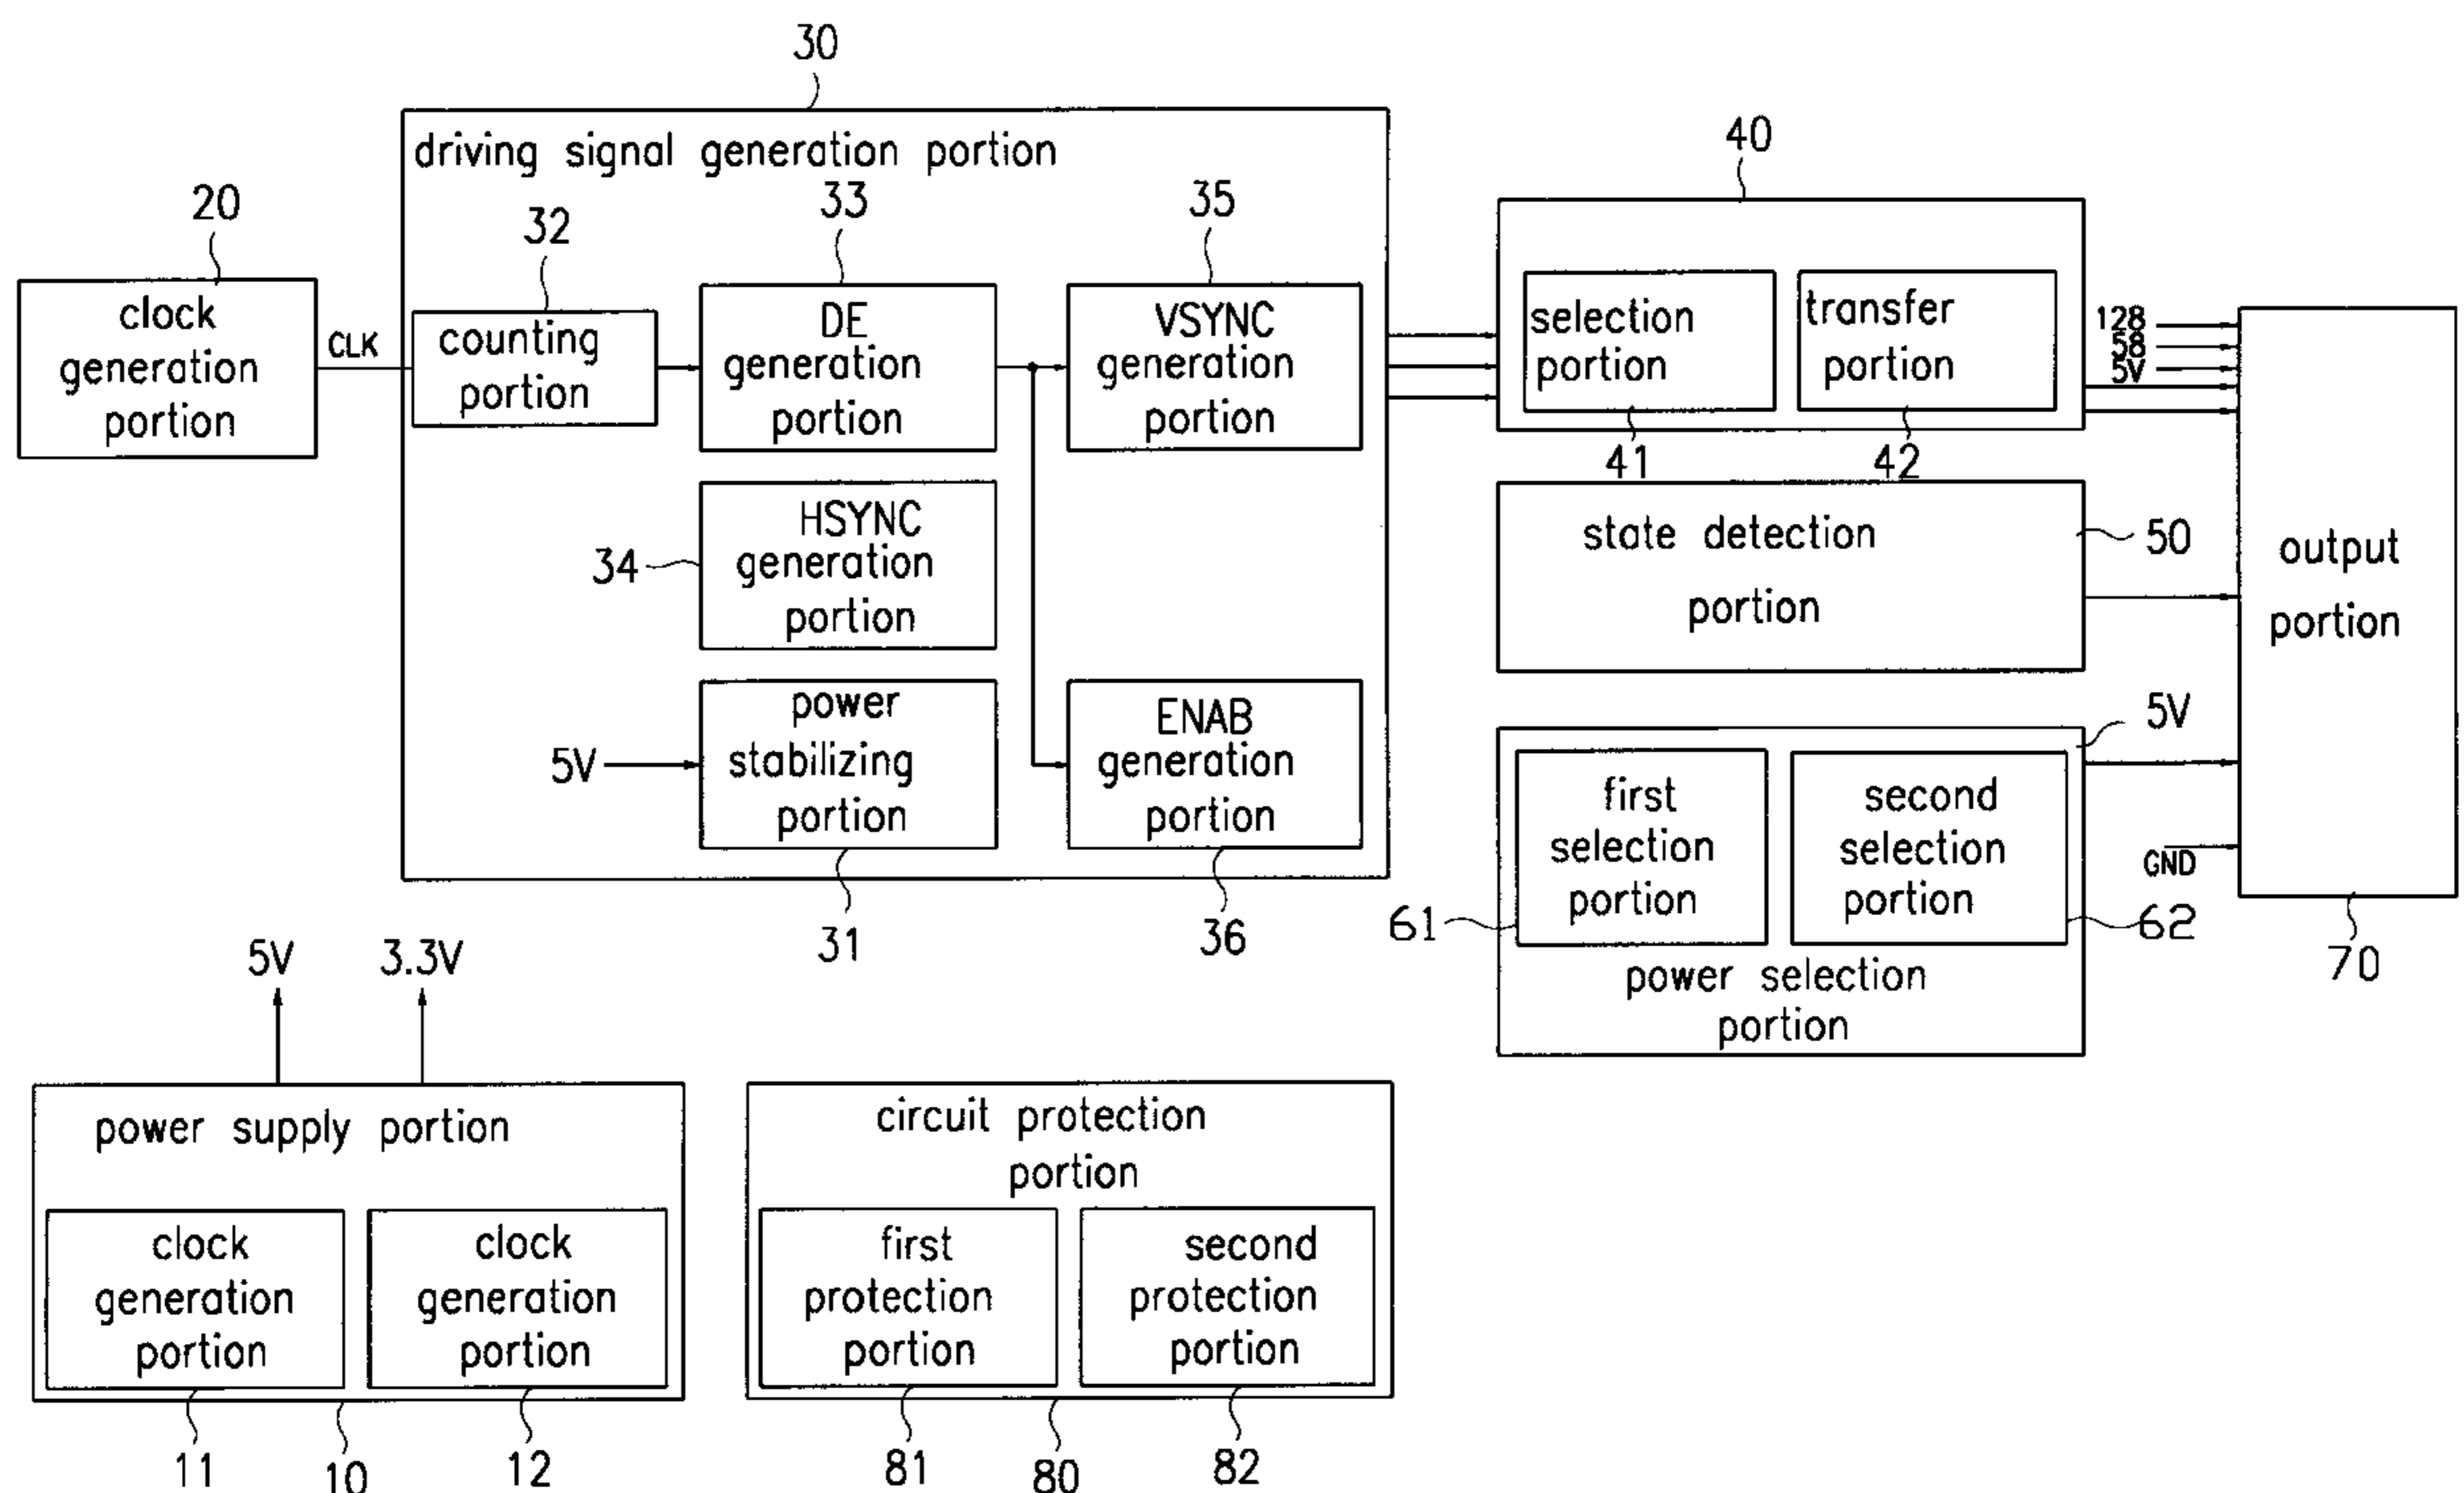 30
driving signal generation portion
20
clock
generation
portion
CLK
32
counting
portion
33
DE
generation
portion
35
VSYNC
generation
portion
34
HSYNC
generation
portion
5V
power
stabilizing
portion
31
ENAB
generation
portion
36
40
selection
portion
41
transfer
portion
42
128
38
5V
state detection
portion
50
5V
first
selection
portion
61
second
selection
portion
62
power selection
portion
GND
output
portion
70
5V
3.3V
power supply portion
clock
generation
portion
11
clock
generation
portion
12
10
circuit protection
portion
first
protection
portion
81
second
protection
portion
82
80